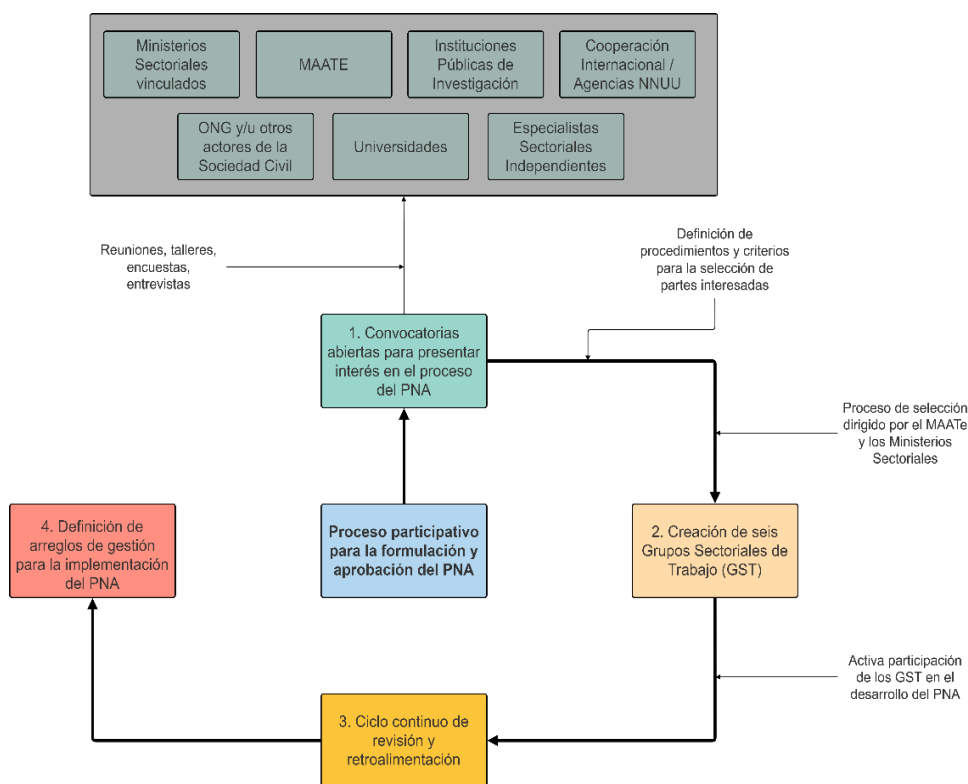 Ministerios
Sectoriales
vinculados
MAATE
Instituciones
Públicas de
Investigación
Cooperación
Internacional /
Agencias NNUU
ONG y/u otros
actores de la
Sociedad Civil
Universidades
Especialistas
Sectoriales
Independientes
Reuniones, talleres,
encuestas,
entrevistas
Definición de
procedimientos y criterios
para la selección de
partes interesadas
1. Convocatorias
abiertas para presentar
interés en el proceso
del PNA
Proceso de selección
dirigido por el MAATe
y los Ministerios
Sectoriales
4. Definición de
arreglos de gestión
para la implementación
del PNA
Proceso participativo
para la formulación y
aprobación del PNA
2. Creación de seis
Grupos Sectoriales de
Trabajo (GST)
Activa participación
de los GST en el
desarrollo del PNA
3. Ciclo continuo de
revisión y
retroalimentación